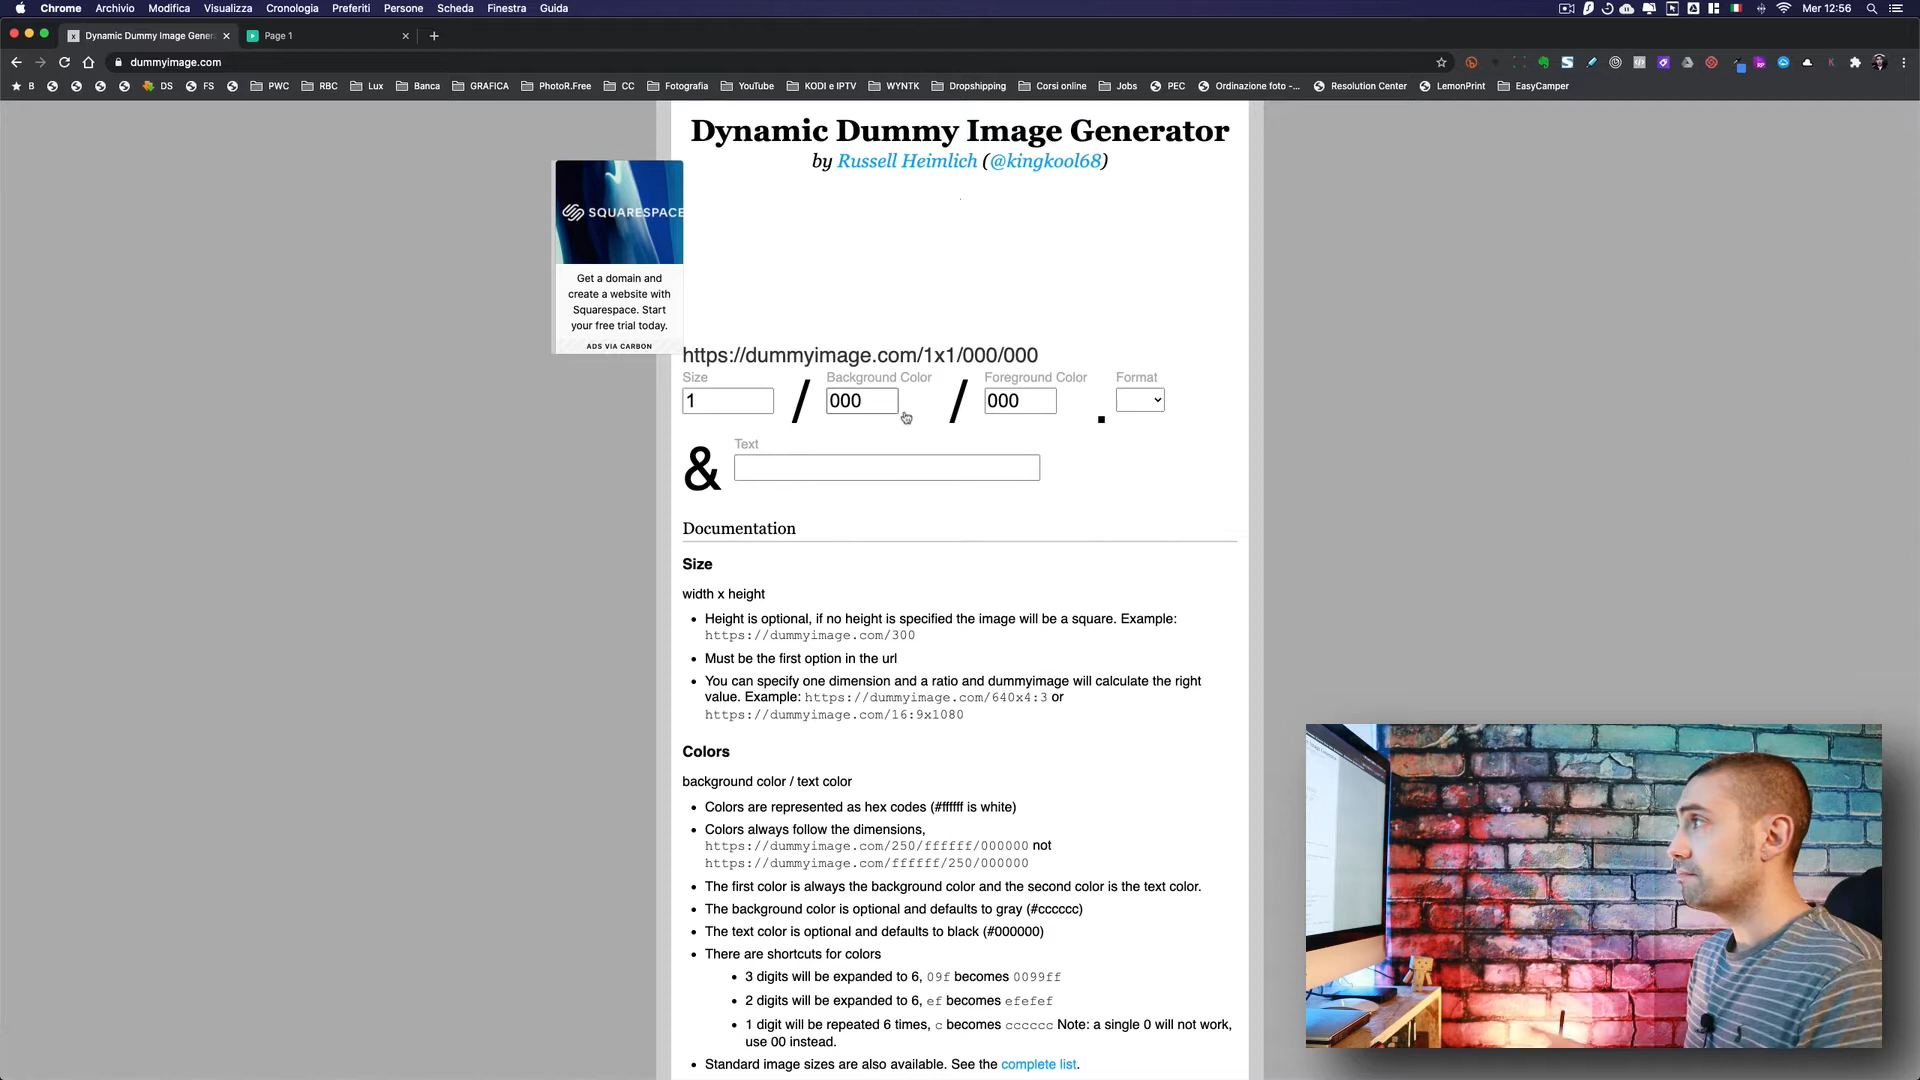 Chrome Archivio Modifica Visualizza Cronologia Preferiti Persone Scheda Finestra Guida Mer 12:56
Dynamic Dummy Image Gener Page 1
dummyimage.com
B DS FS PWC RBC Lux Banca GRAFICA PhotoR.Free CC Fotografia YouTube KODI e IPTV WYNTK Dropshipping Corsi online Jobs PEC Ordinazione foto -... Resolution Center LemonPrint EasyCamper
Dynamic Dummy Image Generator
by Russell Heimlich (@kingkool68)
SQUARESPACE
Get a domain and
create a website with
Squarespace. Start
your free trial today.
ADS VIA CARBON
https://dummyimage.com/1x1/000/000
Size Background Color Foreground Color Format
1 / 000 / 000 .
Text
&
Documentation
Size
width x height
• Height is optional, if no height is specified the image will be a square. Example:
https://dummyimage.com/300
• Must be the first option in the url
• You can specify one dimension and a ratio and dummyimage will calculate the right
value. Example: https://dummyimage.com/640x4:3 or
https://dummyimage.com/16:9x1080
Colors
background color / text color
• Colors are represented as hex codes (#ffffff is white)
• Colors always follow the dimensions,
https://dummyimage.com/250/ffffff/000000 not
https://dummyimage.com/ffffff/250/000000
• The first color is always the background color and the second color is the text color.
• The background color is optional and defaults to gray (#cccccc)
• The text color is optional and defaults to black (#000000)
• There are shortcuts for colors
• 3 digits will be expanded to 6, 09f becomes 0099ff
• 2 digits will be expanded to 6, ef becomes efefef
• 1 digit will be repeated 6 times, c becomes cccccc Note: a single 0 will not work,
use 00 instead.
• Standard image sizes are also available. See the complete list.